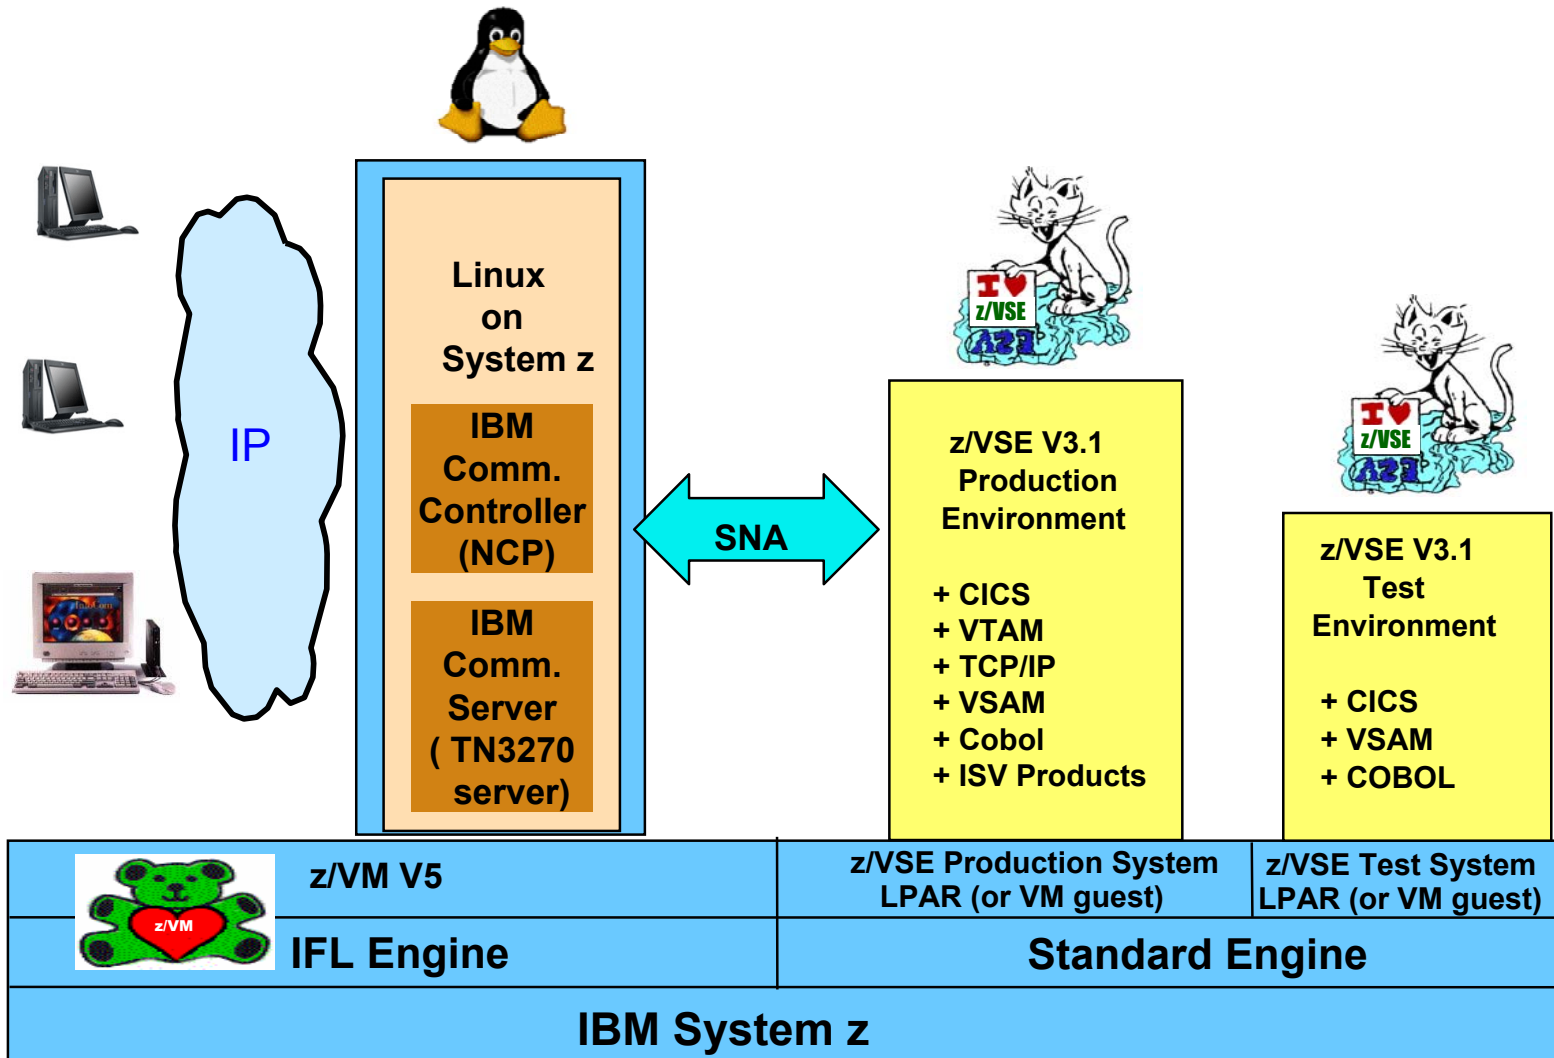 IP
Linux
on
System z
IBM
Comm.
Controller
(NCP)
IBM
Comm.
Server
( TN3270
server)
SNA
I ♥
z/VSE
z/VSE V3.1
Production
Environment
+ CICS
+ VTAM
+ TCP/IP
+ VSAM
+ Cobol
+ ISV Products
I ♥
z/VSE
z/VSE V3.1
Test
Environment
+ CICS
+ VSAM
+ COBOL
z/VM
z/VM V5
z/VSE Production System
LPAR (or VM guest)
z/VSE Test System
LPAR (or VM guest)
IFL Engine
Standard Engine
IBM System z